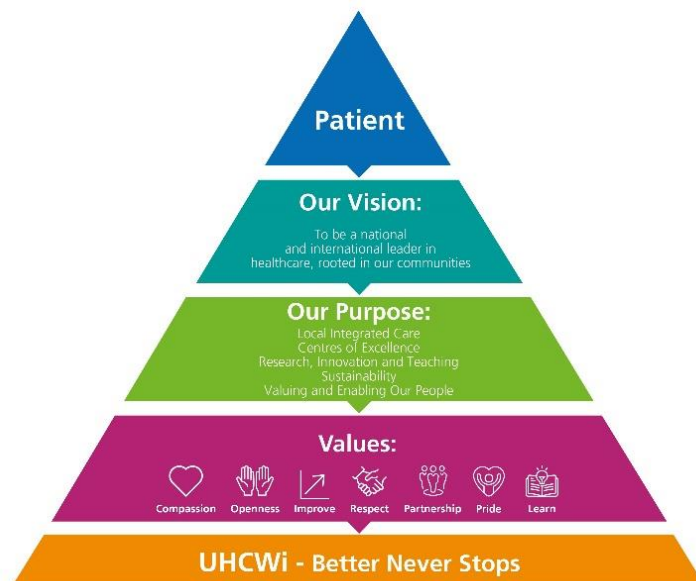 Patient
Our Vision:
To be a national
and international leader in
healthcare, rooted in our communities
Our Purpose:
Local Integrated Care
Centres of Excellence
Research, Innovation and Teaching
Sustainability
Valuing and Enabling Our People
Values:
Compassion Openness Improve Respect Partnership Pride Learn
UHCWi - Better Never Stops